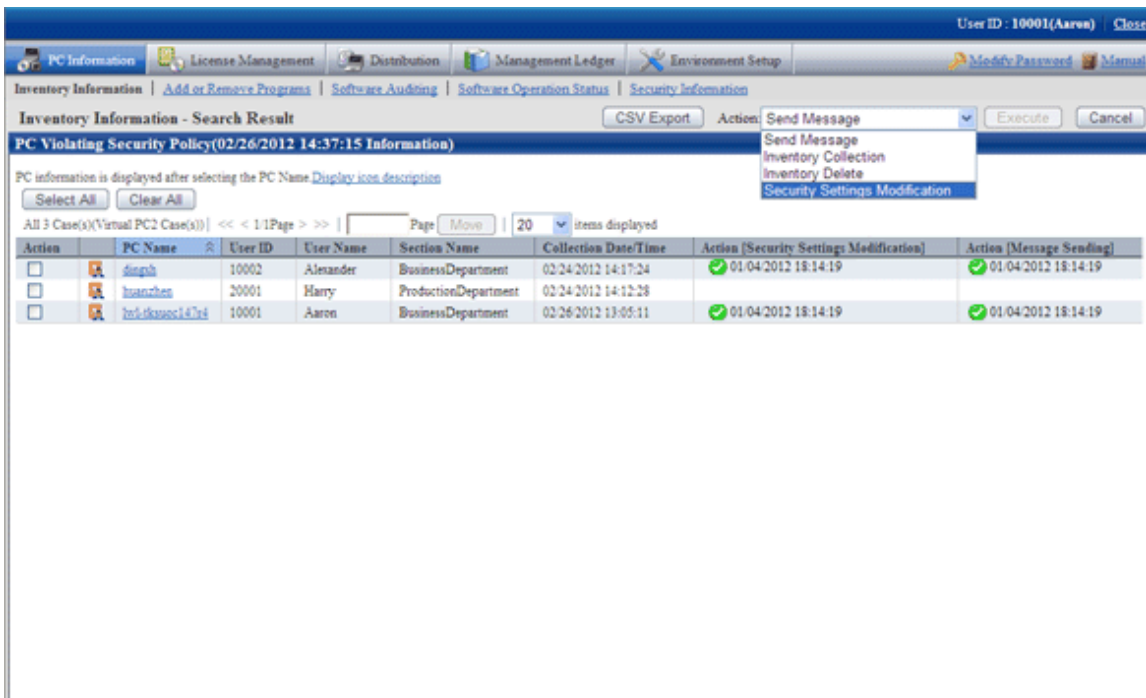 User ID : 10001(Aaron) Close
PC Information License Management Distribution Management Ledger Environment Setup Modify Password Manual
Inventory Information | Add or Remove Programs | Software Auditing | Software Operation Status | Security Information
Inventory Information - Search Result CSV Export Action: Send Message Execute Cancel
Send Message
Inventory Collection
Inventory Delete
Security Settings Modification
PC Violating Security Policy(02/26/2012 14:37:15 Information)
PC information is displayed after selecting the PC Name.Display icon description
Select All Clear All
All 3 Case(s)(Virtual PC2 Case(s)) | << < 1/1Page > >> | Page Move | 20 items displayed
Action PC Name User ID User Name Section Name Collection Date/Time Action [Security Settings Modification] Action [Message Sending]
dingph 10002 Alexander BusinessDepartment 02/24/2012 14:17:24 01/04/2012 18:14:19 01/04/2012 18:14:19
huanzhen 20001 Harry ProductionDepartment 02/24/2012 14:12:28
10001 Aaron BusinessDepartment 02/26/2012 13:05:11 01/04/2012 18:14:19 01/04/2012 18:14:19